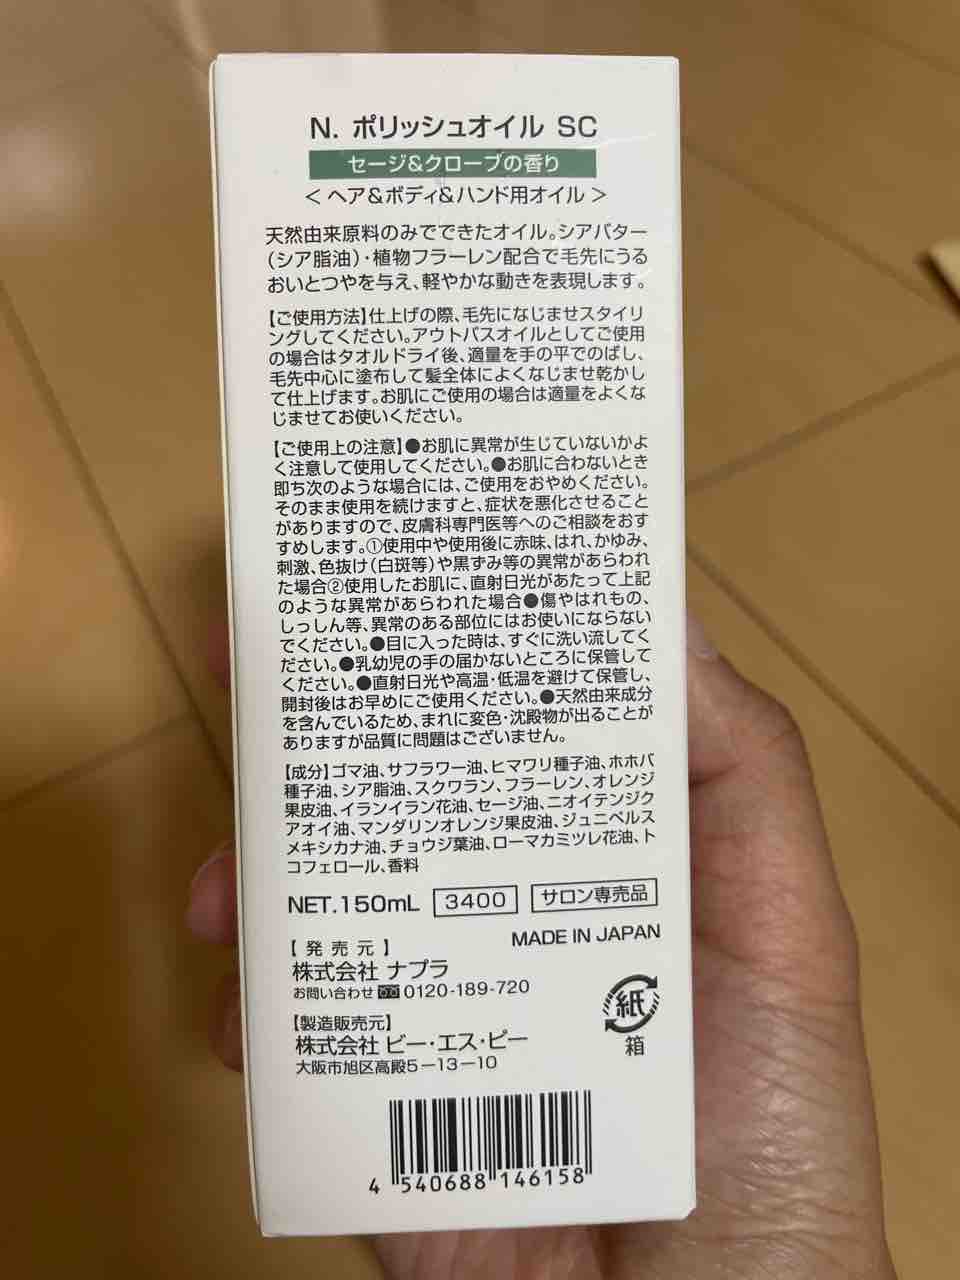 N. ポリッシュオイル SC
セージ&クローブの香り
＜ヘア&ボディ&ハンド用オイル＞
天然由来原料のみでできたオイル。シアバター
（シア脂油）・植物フラーレン配合で毛先にうる
おいとつやを与え、軽やかな動きを表現します。
【ご使用方法】仕上げの際、毛先になじませスタイリ
ングしてください。アウトバスオイルとしてご使用
の場合はタオルドライ後、適量を手の平でのばし、
毛先中心に塗布して髪全体によくなじませ乾かし
て仕上げます。お肌にご使用の場合は適量をよくな
じませてお使いください。
【ご使用上の注意】●お肌に異常が生じていないかよ
く注意して使用してください。●お肌に合わないとき
即ち次のような場合には、ご使用をおやめください。
そのまま使用を続けますと、症状を悪化させること
がありますので、皮膚科専門医等へのご相談をおす
すめします。①使用中や使用後に赤味、はれ、かゆみ、
刺激、色抜け（白斑等）や黒ずみ等の異常があらわれ
た場合②使用したお肌に、直射日光があたって上記
のような異常があらわれた場合●傷やはれもの、
しっしん等、異常のある部位にはお使いにならない
でください。●目に入った時は、すぐに洗い流してく
ださい。●乳幼児の手の届かないところに保管して
ください。●直射日光や高温・低温を避けて保管し、
開封後はお早めにご使用ください。●天然由来成分
を含んでいるため、まれに変色・沈殿物が出ることが
ありますが品質に問題はございません。
【成分】ゴマ油、サフラワー油、ヒマワリ種子油、ホホバ
種子油、シア脂油、スクワラン、フラーレン、オレンジ
果皮油、イランイラン花油、セージ油、ニオイテンジク
アオイ油、マンダリンオレンジ果皮油、ジュニペルス
メキシカナ油、チョウジ葉油、ローマカミツレ花油、ト
コフェロール、香料
NET.150mL 3400 サロン専売品
MADE IN JAPAN
【発売元】
株式会社 ナプラ
お問い合わせ 0120-189-720
【製造販売元】
株式会社 ビー・エス・ピー
大阪市旭区高殿5－13－10
紙
箱
4 540688 146158